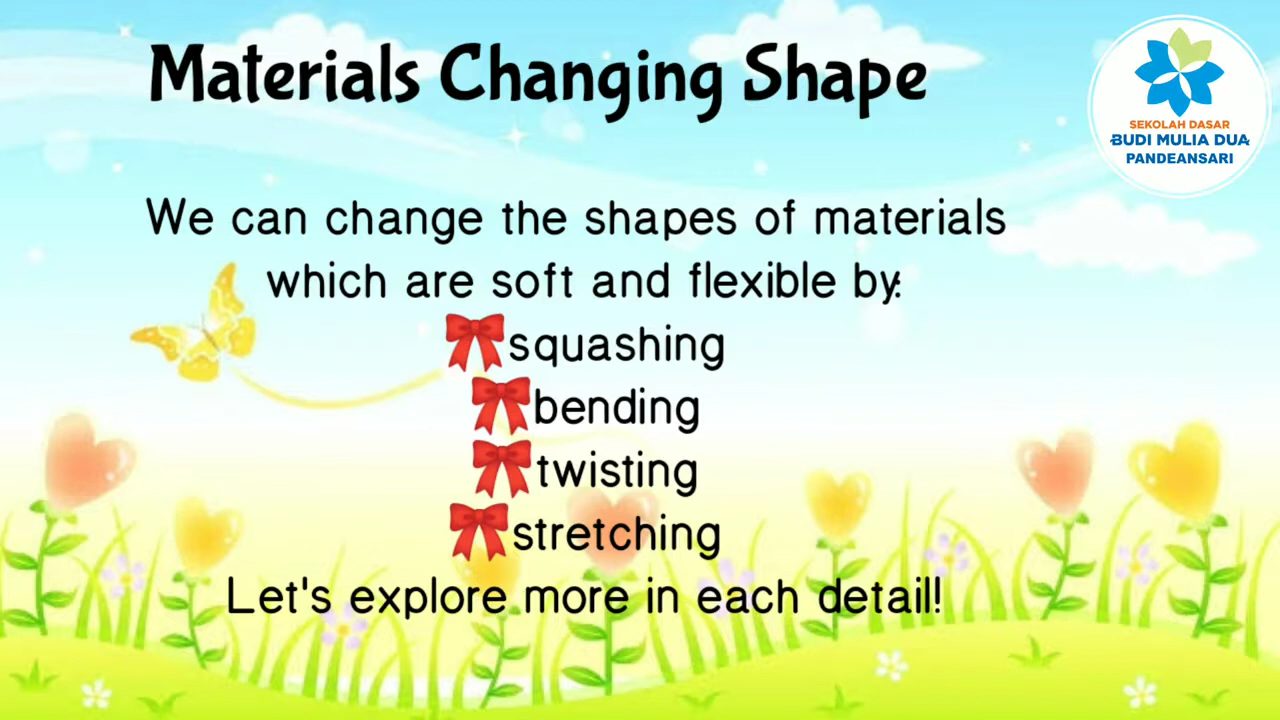 Materials Changing Shape
SEKOLAH DASAR
BUDI MULIA DUA
PANDEANSARI
We can change the shapes of materials
which are soft and flexible by:
🎀squashing
🎀bending
🎀twisting
🎀stretching
Let's explore more in each detail!